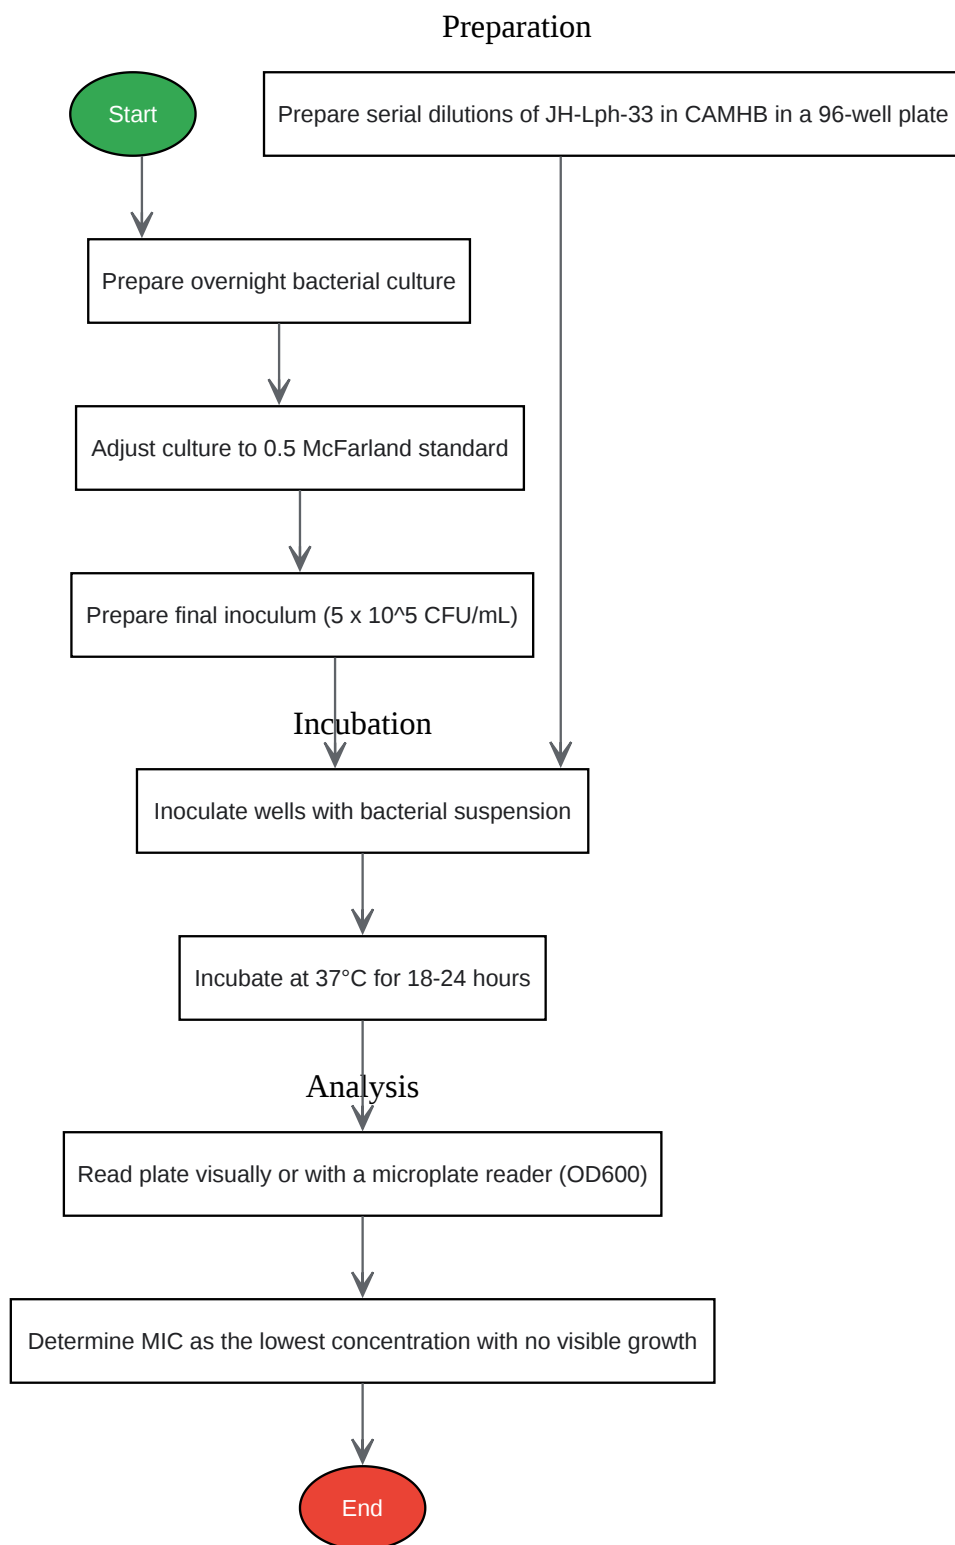 Preparation
Start
Prepare serial dilutions of JH-Lph-33 in CAMHB in a 96-well plate
Prepare overnight bacterial culture
Adjust culture to 0.5 McFarland standard
Prepare final inoculum (5 x 10^5 CFU/mL)
Incubation
Inoculate wells with bacterial suspension
Incubate at 37°C for 18-24 hours
Analysis
Read plate visually or with a microplate reader (OD600)
Determine MIC as the lowest concentration with no visible growth
End